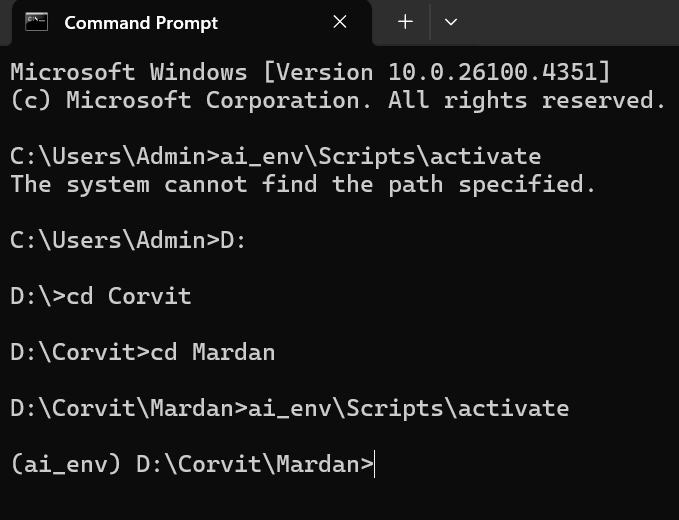 Command Prompt
Microsoft Windows [Version 10.0.26100.4351]
(c) Microsoft Corporation. All rights reserved.
C:\Users\Admin>ai_env\Scripts\activate
The system cannot find the path specified.
C:\Users\Admin>D:
D:\>cd Corvit
D:\Corvit>cd Mardan
D:\Corvit\Mardan>ai_env\Scripts\activate
(ai_env) D:\Corvit\Mardan>